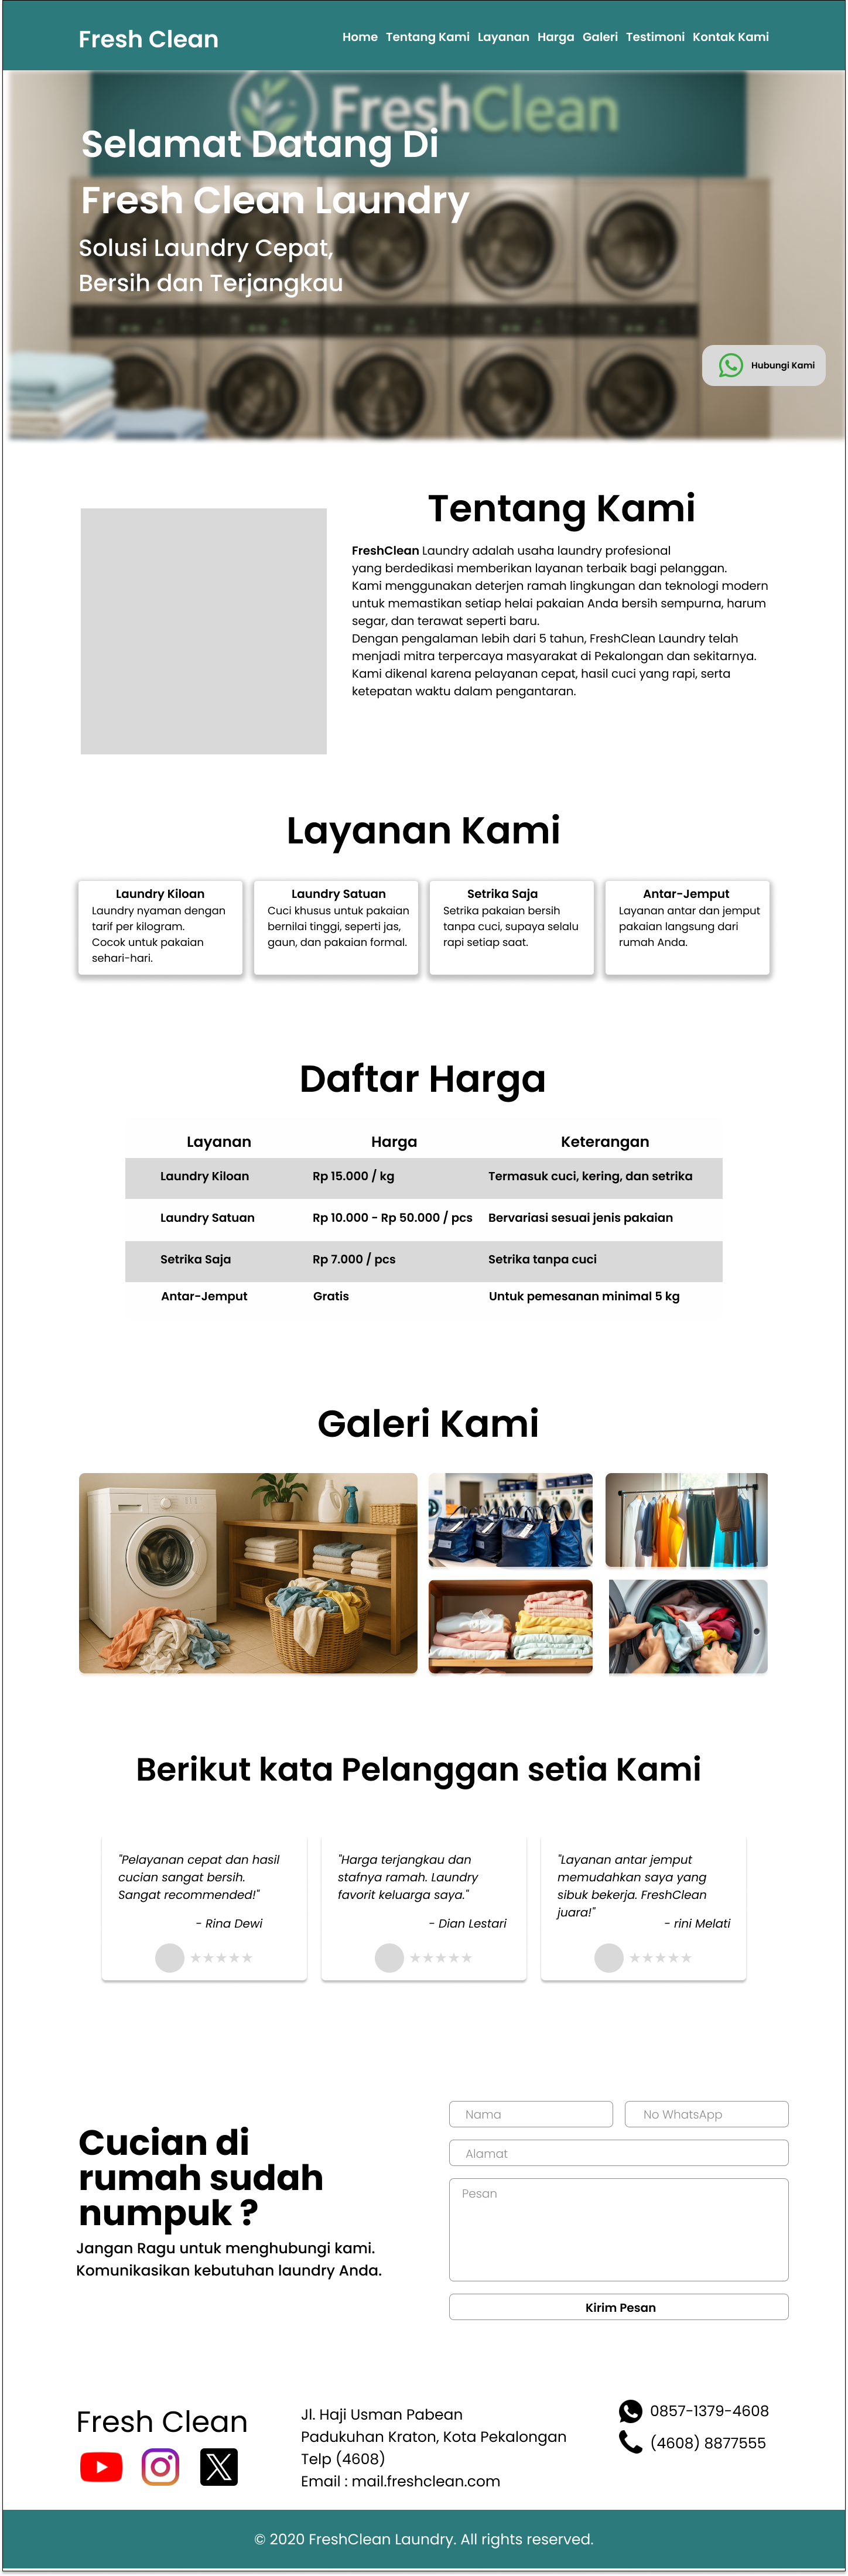 Fresh Clean
Home Tentang Kami Layanan Harga Galeri Testimoni Kontak Kami
FreshClean
Selamat Datang Di
Fresh Clean Laundry
Solusi Laundry Cepat,
Bersih dan Terjangkau
Hubungi Kami
Tentang Kami
FreshClean Laundry adalah usaha laundry profesional
yang berdedikasi memberikan layanan terbaik bagi pelanggan.
Kami menggunakan deterjen ramah lingkungan dan teknologi modern
untuk memastikan setiap helai pakaian Anda bersih sempurna, harum
segar, dan terawat seperti baru.
Dengan pengalaman lebih dari 5 tahun, FreshClean Laundry telah
menjadi mitra terpercaya masyarakat di Pekalongan dan sekitarnya.
Kami dikenal karena pelayanan cepat, hasil cuci yang rapi, serta
ketepatan waktu dalam pengantaran.
Layanan Kami
Laundry Kiloan
Laundry nyaman dengan
tarif per kilogram.
Cocok untuk pakaian
sehari-hari.
Laundry Satuan
Cuci khusus untuk pakaian
bernilai tinggi, seperti jas,
gaun, dan pakaian formal.
Setrika Saja
Setrika pakaian bersih
tanpa cuci, supaya selalu
rapi setiap saat.
Antar-Jemput
Layanan antar dan jemput
pakaian langsung dari
rumah Anda.
Daftar Harga
Layanan Harga Keterangan
Laundry Kiloan Rp 15.000 / kg Termasuk cuci, kering, dan setrika
Laundry Satuan Rp 10.000 - Rp 50.000 / pcs Bervariasi sesuai jenis pakaian
Setrika Saja Rp 7.000 / pcs Setrika tanpa cuci
Antar-Jemput Gratis Untuk pemesanan minimal 5 kg
Galeri Kami
Berikut kata Pelanggan setia Kami
"Pelayanan cepat dan hasil
cucian sangat bersih.
Sangat recommended!"
- Rina Dewi
"Harga terjangkau dan
stafnya ramah. Laundry
favorit keluarga saya."
- Dian Lestari
"Layanan antar jemput
memudahkan saya yang
sibuk bekerja. FreshClean
juara!"
- rini Melati
Cucian di
rumah sudah
numpuk ?
Jangan Ragu untuk menghubungi kami.
Komunikasikan kebutuhan laundry Anda.
Nama
No WhatsApp
Alamat
Pesan
Kirim Pesan
Fresh Clean
Jl. Haji Usman Pabean
Padukuhan Kraton, Kota Pekalongan
Telp (4608)
Email : mail.freshclean.com
0857-1379-4608
(4608) 8877555
© 2020 FreshClean Laundry. All rights reserved.